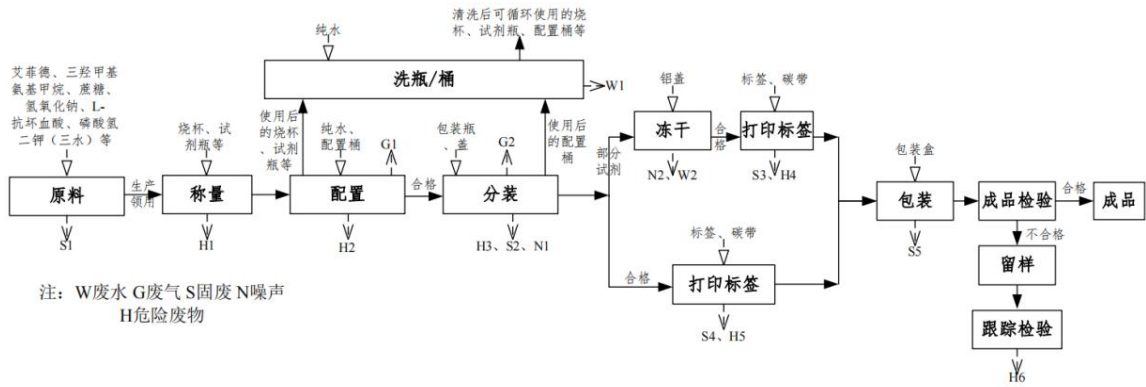 清洗后可循环使用的烧
杯、试剂瓶、配置桶等
纯水
洗瓶/桶
W1
艾菲德、三羟甲基
氨基甲烷、蔗糖、
氢氧化钠、L-
抗坏血酸、磷酸氢
二钾（三水）等
原料
S1
生产
领用
烧杯、试
剂瓶等
称量
H1
使用后
的烧杯
、试剂
瓶等
纯水、
配置桶
G1
配置
H2
合格
包装瓶
、盖
G2
使用后
的配置
桶
分装
H3、S2、N1
部分
试剂
铝盖
冻干
N2、W2
合
格
标签、碳带
打印标签
S3、H4
合格
标签、碳带
打印标签
S4、H5
包装盒
包装
S5
成品检验
合格
成品
不合格
留样
跟踪检验
H6
注：W废水 G废气 S固废 N噪声
H危险废物